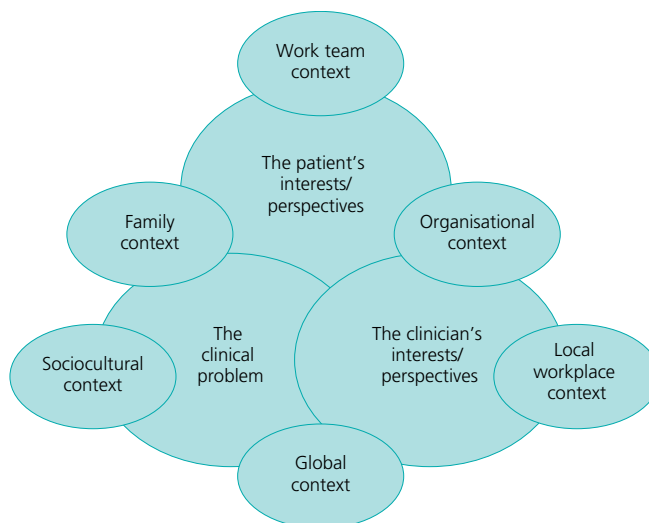 Work team
context
The patient's
interests/
perspectives
Family
context
Organisational
context
The
clinical
problem
The clinician's
interests/
perspectives
Sociocultural
context
Local
workplace
context
Global
context